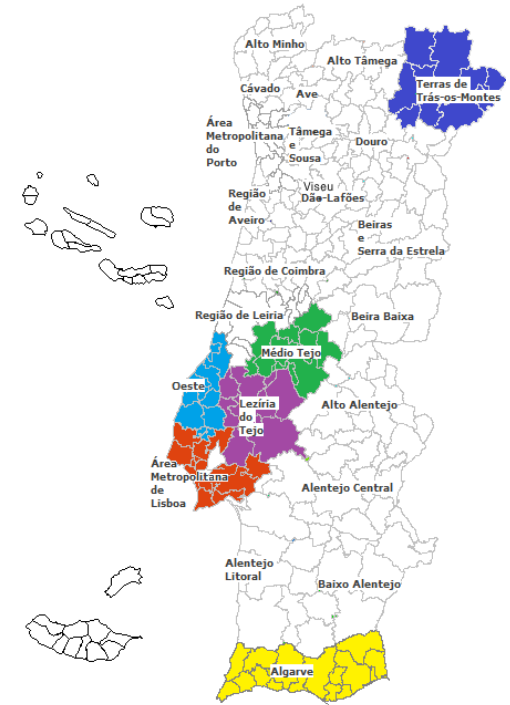 Alto Minho
Alto Tâmega
Terras de
Trás-os-Montes
Cávado
Ave
Área
Metropolitana
do
Porto
Tâmega
e
Sousa
Douro
Viseu
Dão-Lafões
Região
de
Aveiro
Beiras
e
Serra da Estrela
Região de Coimbra
Região de Leiria
Beira Baixa
Médio Tejo
Oeste
Lezíria
do
Tejo
Alto Alentejo
Área
Metropolitana
de
Lisboa
Alentejo Central
Alentejo
Litoral
Baixo Alentejo
Algarve